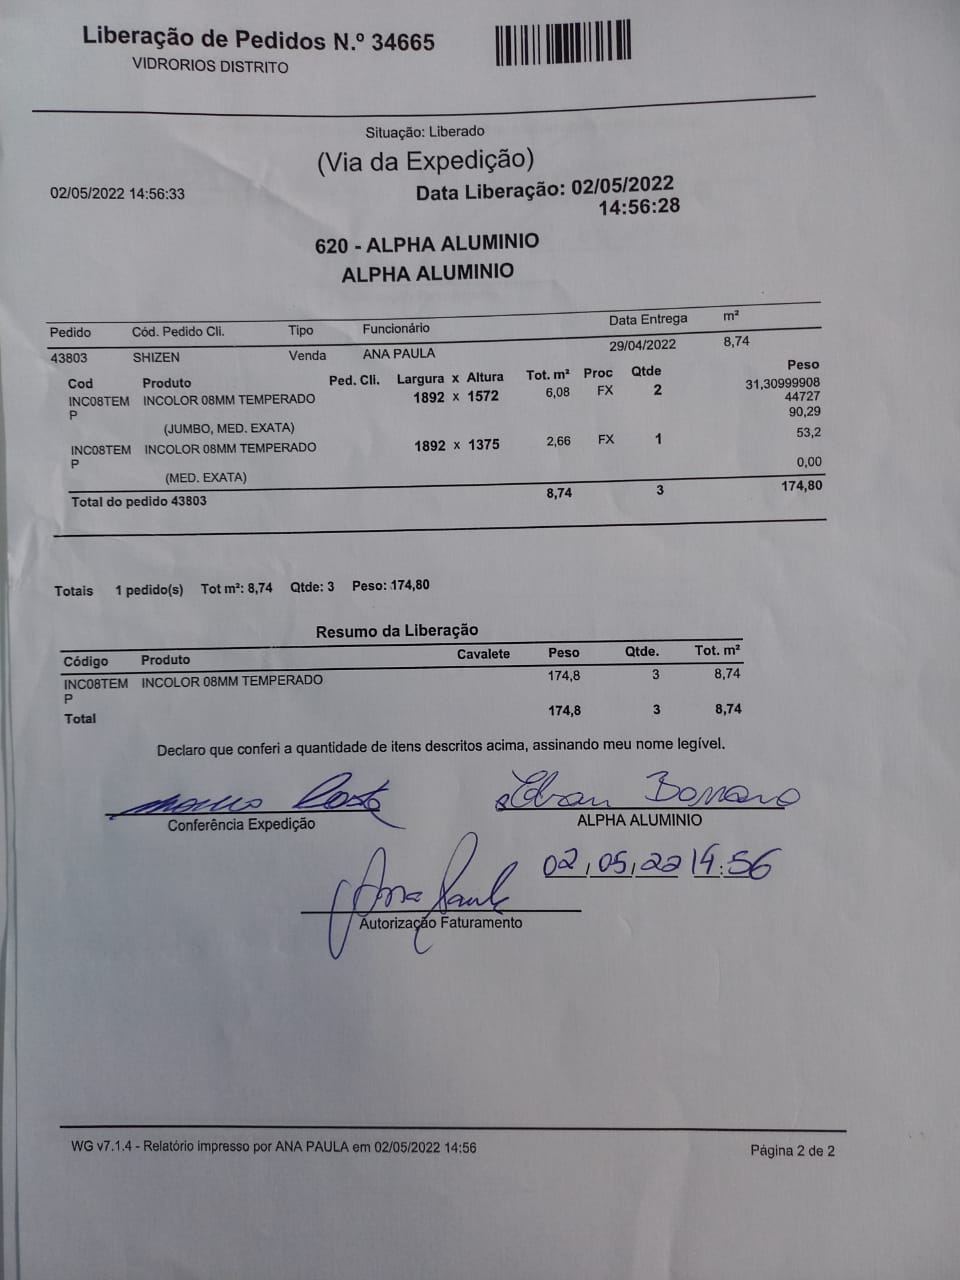 Liberação de Pedidos N.º 34665
VIDRORIOS DISTRITO
Situação: Liberado
(Via da Expedição)
02/05/2022 14:56:33
Data Liberação: 02/05/2022
14:56:28
620 - ALPHA ALUMINIO
ALPHA ALUMINIO
Pedido Cód. Pedido Cli. Tipo Funcionário Data Entrega m²
43803 SHIZEN Venda ANA PAULA 29/04/2022 8,74
Cod Produto Ped. Cli. Largura x Altura Tot. m² Proc Qtde Peso
INC08TEM INCOLOR 08MM TEMPERADO 1892 x 1572 6,08 FX 2 31,30999908
P 44727
(JUMBO, MED. EXATA) 90,29
INC08TEM INCOLOR 08MM TEMPERADO 1892 x 1375 2,66 FX 1 53,2
P
(MED. EXATA) 0,00
Total do pedido 43803 8,74 3 174,80
Totais 1 pedido(s) Tot m²: 8,74 Qtde: 3 Peso: 174,80
Resumo da Liberação
Código Produto Cavalete Peso Qtde. Tot. m²
INC08TEM INCOLOR 08MM TEMPERADO 174,8 3 8,74
P
Total 174,8 3 8,74
Declaro que conferi a quantidade de itens descritos acima, assinando meu nome legível.
Costa
Conferência Expedição
ALPHA ALUMINIO
02,05,22 14:56
Ana Paula
Autorização Faturamento
WG v7.1.4 - Relatório impresso por ANA PAULA em 02/05/2022 14:56
Página 2 de 2